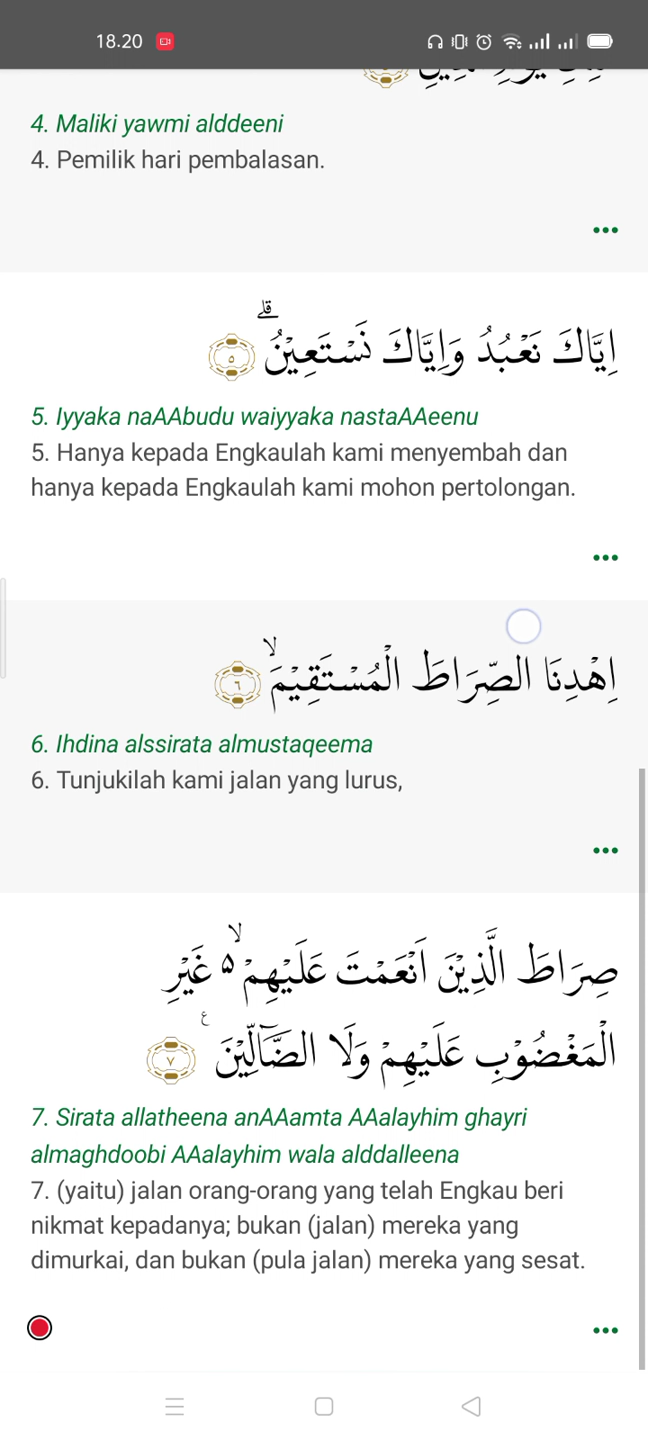 18.20
4. Maliki yawmi alddeeni
4. Pemilik hari pembalasan.
اِيَّاكَ نَعْبُدُ وَاِيَّاكَ نَسْتَعِيْنُۗ ٥
5. Iyyaka naAAbudu waiyyaka nastaAAeenu
5. Hanya kepada Engkaulah kami menyembah dan
hanya kepada Engkaulah kami mohon pertolongan.
اِهْدِنَا الصِّرَاطَ الْمُسْتَقِيْمَۙ ٦
6. Ihdina alssirata almustaqeema
6. Tunjukilah kami jalan yang lurus,
صِرَاطَ الَّذِيْنَ اَنْعَمْتَ عَلَيْهِمْ ەۙ غَيْرِ
الْمَغْضُوْبِ عَلَيْهِمْ وَلَا الضَّاۤلِّيْنَ ࣖ ٧
7. Sirata allatheena anAAamta AAalayhim ghayri
almaghdoobi AAalayhim wala alddalleena
7. (yaitu) jalan orang-orang yang telah Engkau beri
nikmat kepadanya; bukan (jalan) mereka yang
dimurkai, dan bukan (pula jalan) mereka yang sesat.